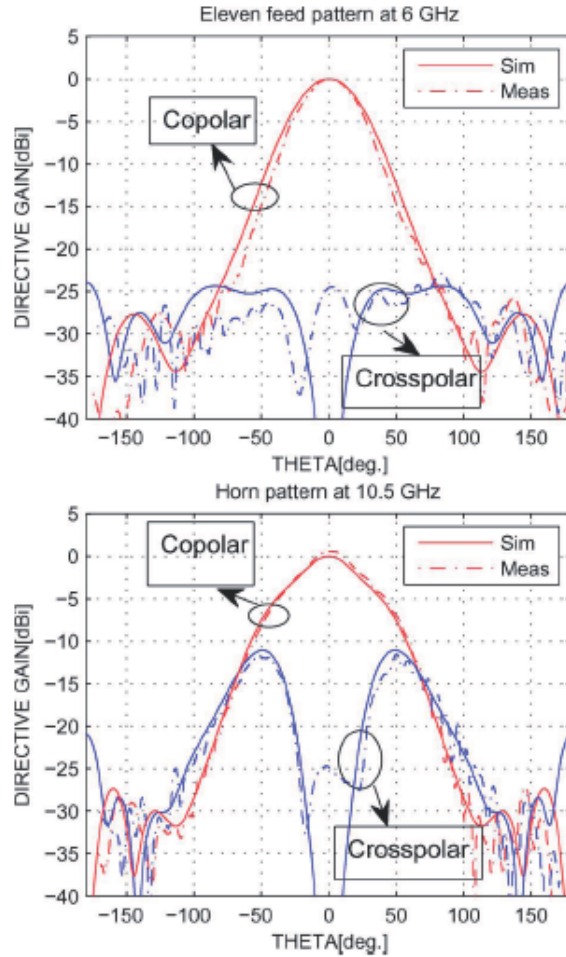 Eleven feed pattern at 6 GHz
5
0
−5
−10
−15
−20
−25
−30
−35
−40
DIRECTIVE GAIN[dBi]
Copolar
Sim
Meas
Crosspolar
−150 −100 −50 0 50 100 150
THETA[deg.]
Horn pattern at 10.5 GHz
5
0
−5
−10
−15
−20
−25
−30
−35
−40
DIRECTIVE GAIN[dBi]
Copolar
Sim
Meas
Crosspolar
−150 −100 −50 0 50 100 150
THETA[deg.]